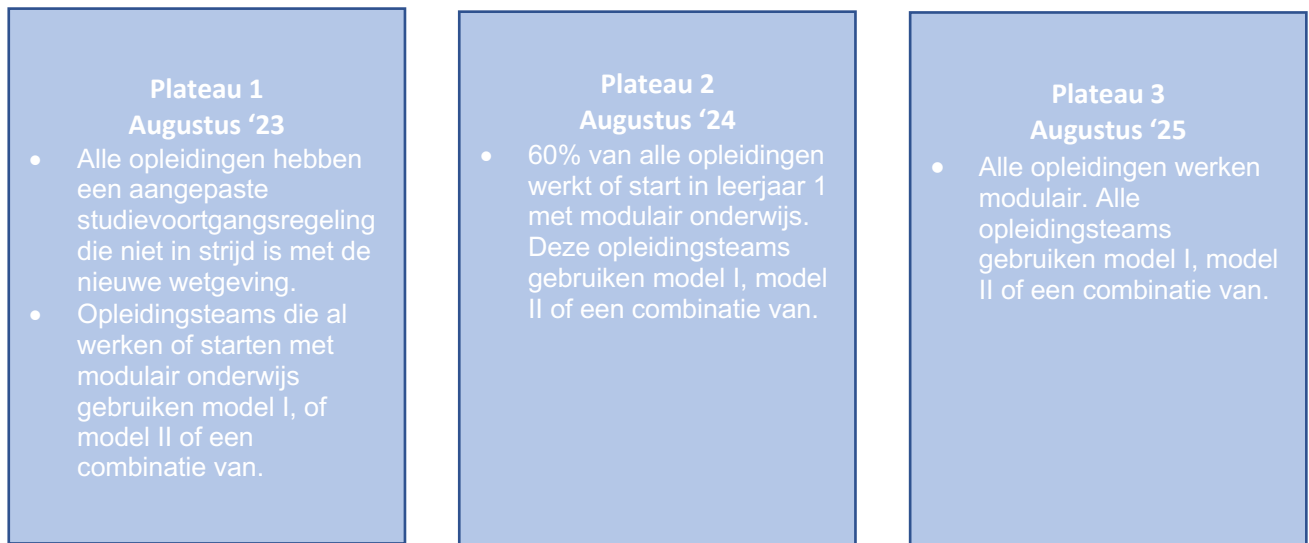 Plateau 1
Augustus ‘23
• Alle opleidingen hebben
een aangepaste
studievoortgangsregeling
die niet in strijd is met de
nieuwe wetgeving.
• Opleidingsteams die al
werken of starten met
modulair onderwijs
gebruiken model I, of
model II of een
combinatie van.
Plateau 2
Augustus ‘24
• 60% van alle opleidingen
werkt of start in leerjaar 1
met modulair onderwijs.
Deze opleidingsteams
gebruiken model I, model
II of een combinatie van.
Plateau 3
Augustus ‘25
• Alle opleidingen werken
modulair. Alle
opleidingsteams
gebruiken model I, model
II of een combinatie van.